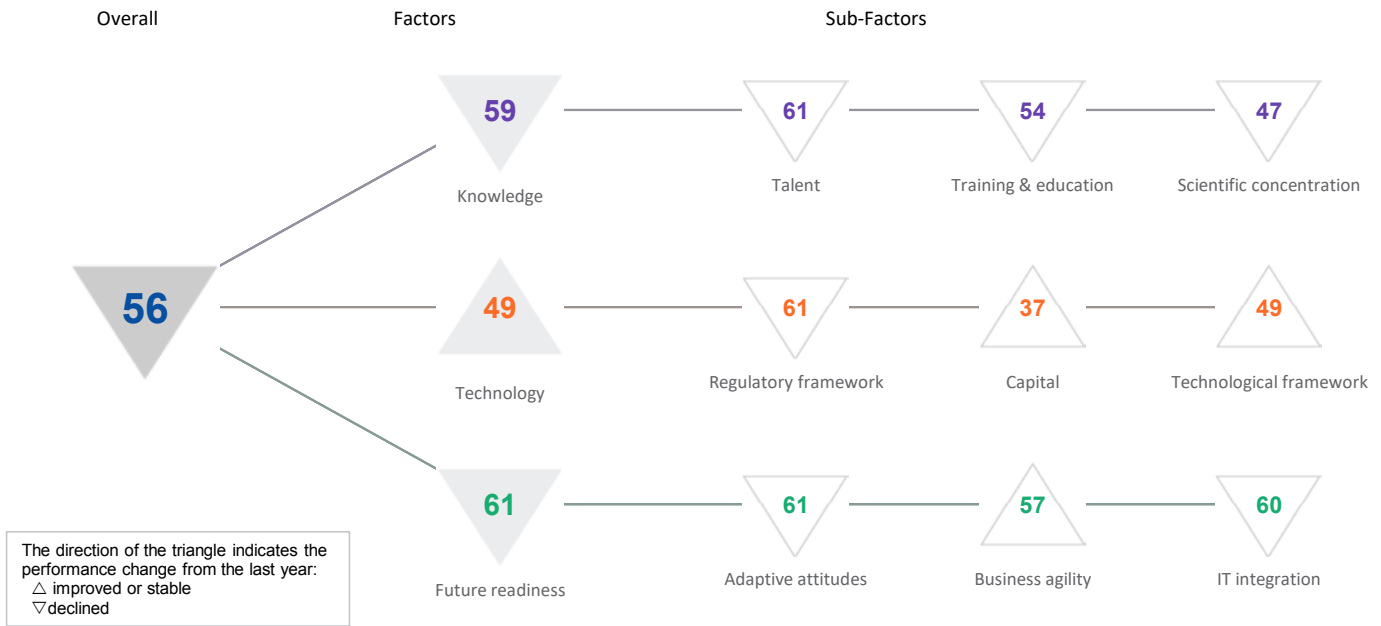 Overall Factors Sub-Factors
59 61 54 47
Knowledge Talent Training & education Scientific concentration
56 49 61 37 49
Technology Regulatory framework Capital Technological framework
61 61 57 60
Future readiness Adaptive attitudes Business agility IT integration
The direction of the triangle indicates the
performance change from the last year:
△ improved or stable
▽declined